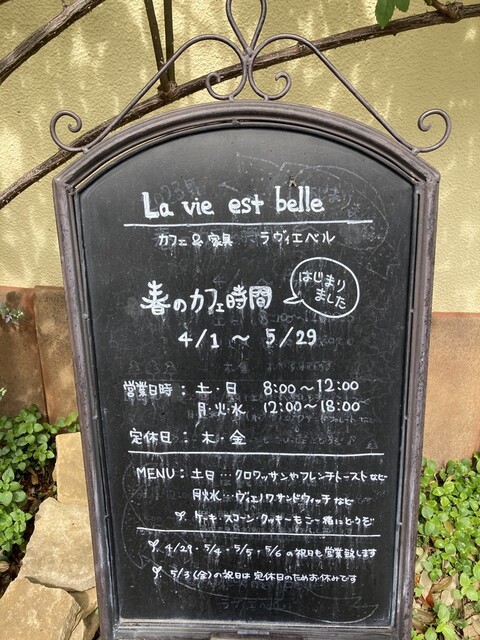 La vie est belle
カフェ&家具 ラヴィエベル
春のカフェ時間
はじまり
ました
4/1 〜 5/29
営業日時: 土・日 8:00〜12:00
月・火・水 12:00〜18:00
定休日: 木・金
MENU: 土日… クロワッサンやフレンチトーストなど
月火水… ヴェノワサンドウィッチなど
ケーキ・スコーン・クッキーもご一緒にどうぞ
4/29・5/4・5/5・5/6 の祝日も営業致します
5/3(金)の祝日は定休日のためお休みです